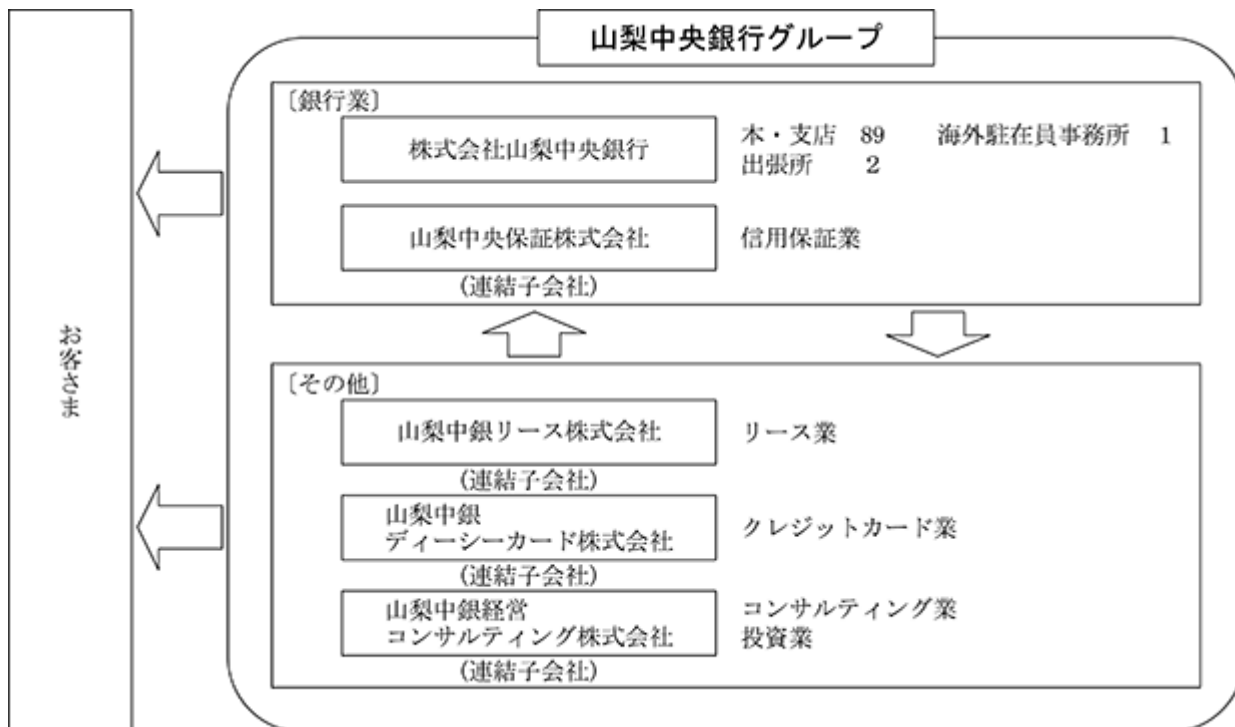 山梨中央銀行グループ
〔銀行業〕
株式会社山梨中央銀行
木・支店 89 海外駐在員事務所 1
出張所 2
山梨中央保証株式会社
信用保証業
(連結子会社)
お客さま
〔その他〕
山梨中銀リース株式会社
リース業
(連結子会社)
山梨中銀
ディーシーカード株式会社
クレジットカード業
(連結子会社)
山梨中銀経営
コンサルティング株式会社
コンサルティング業
投資業
(連結子会社)